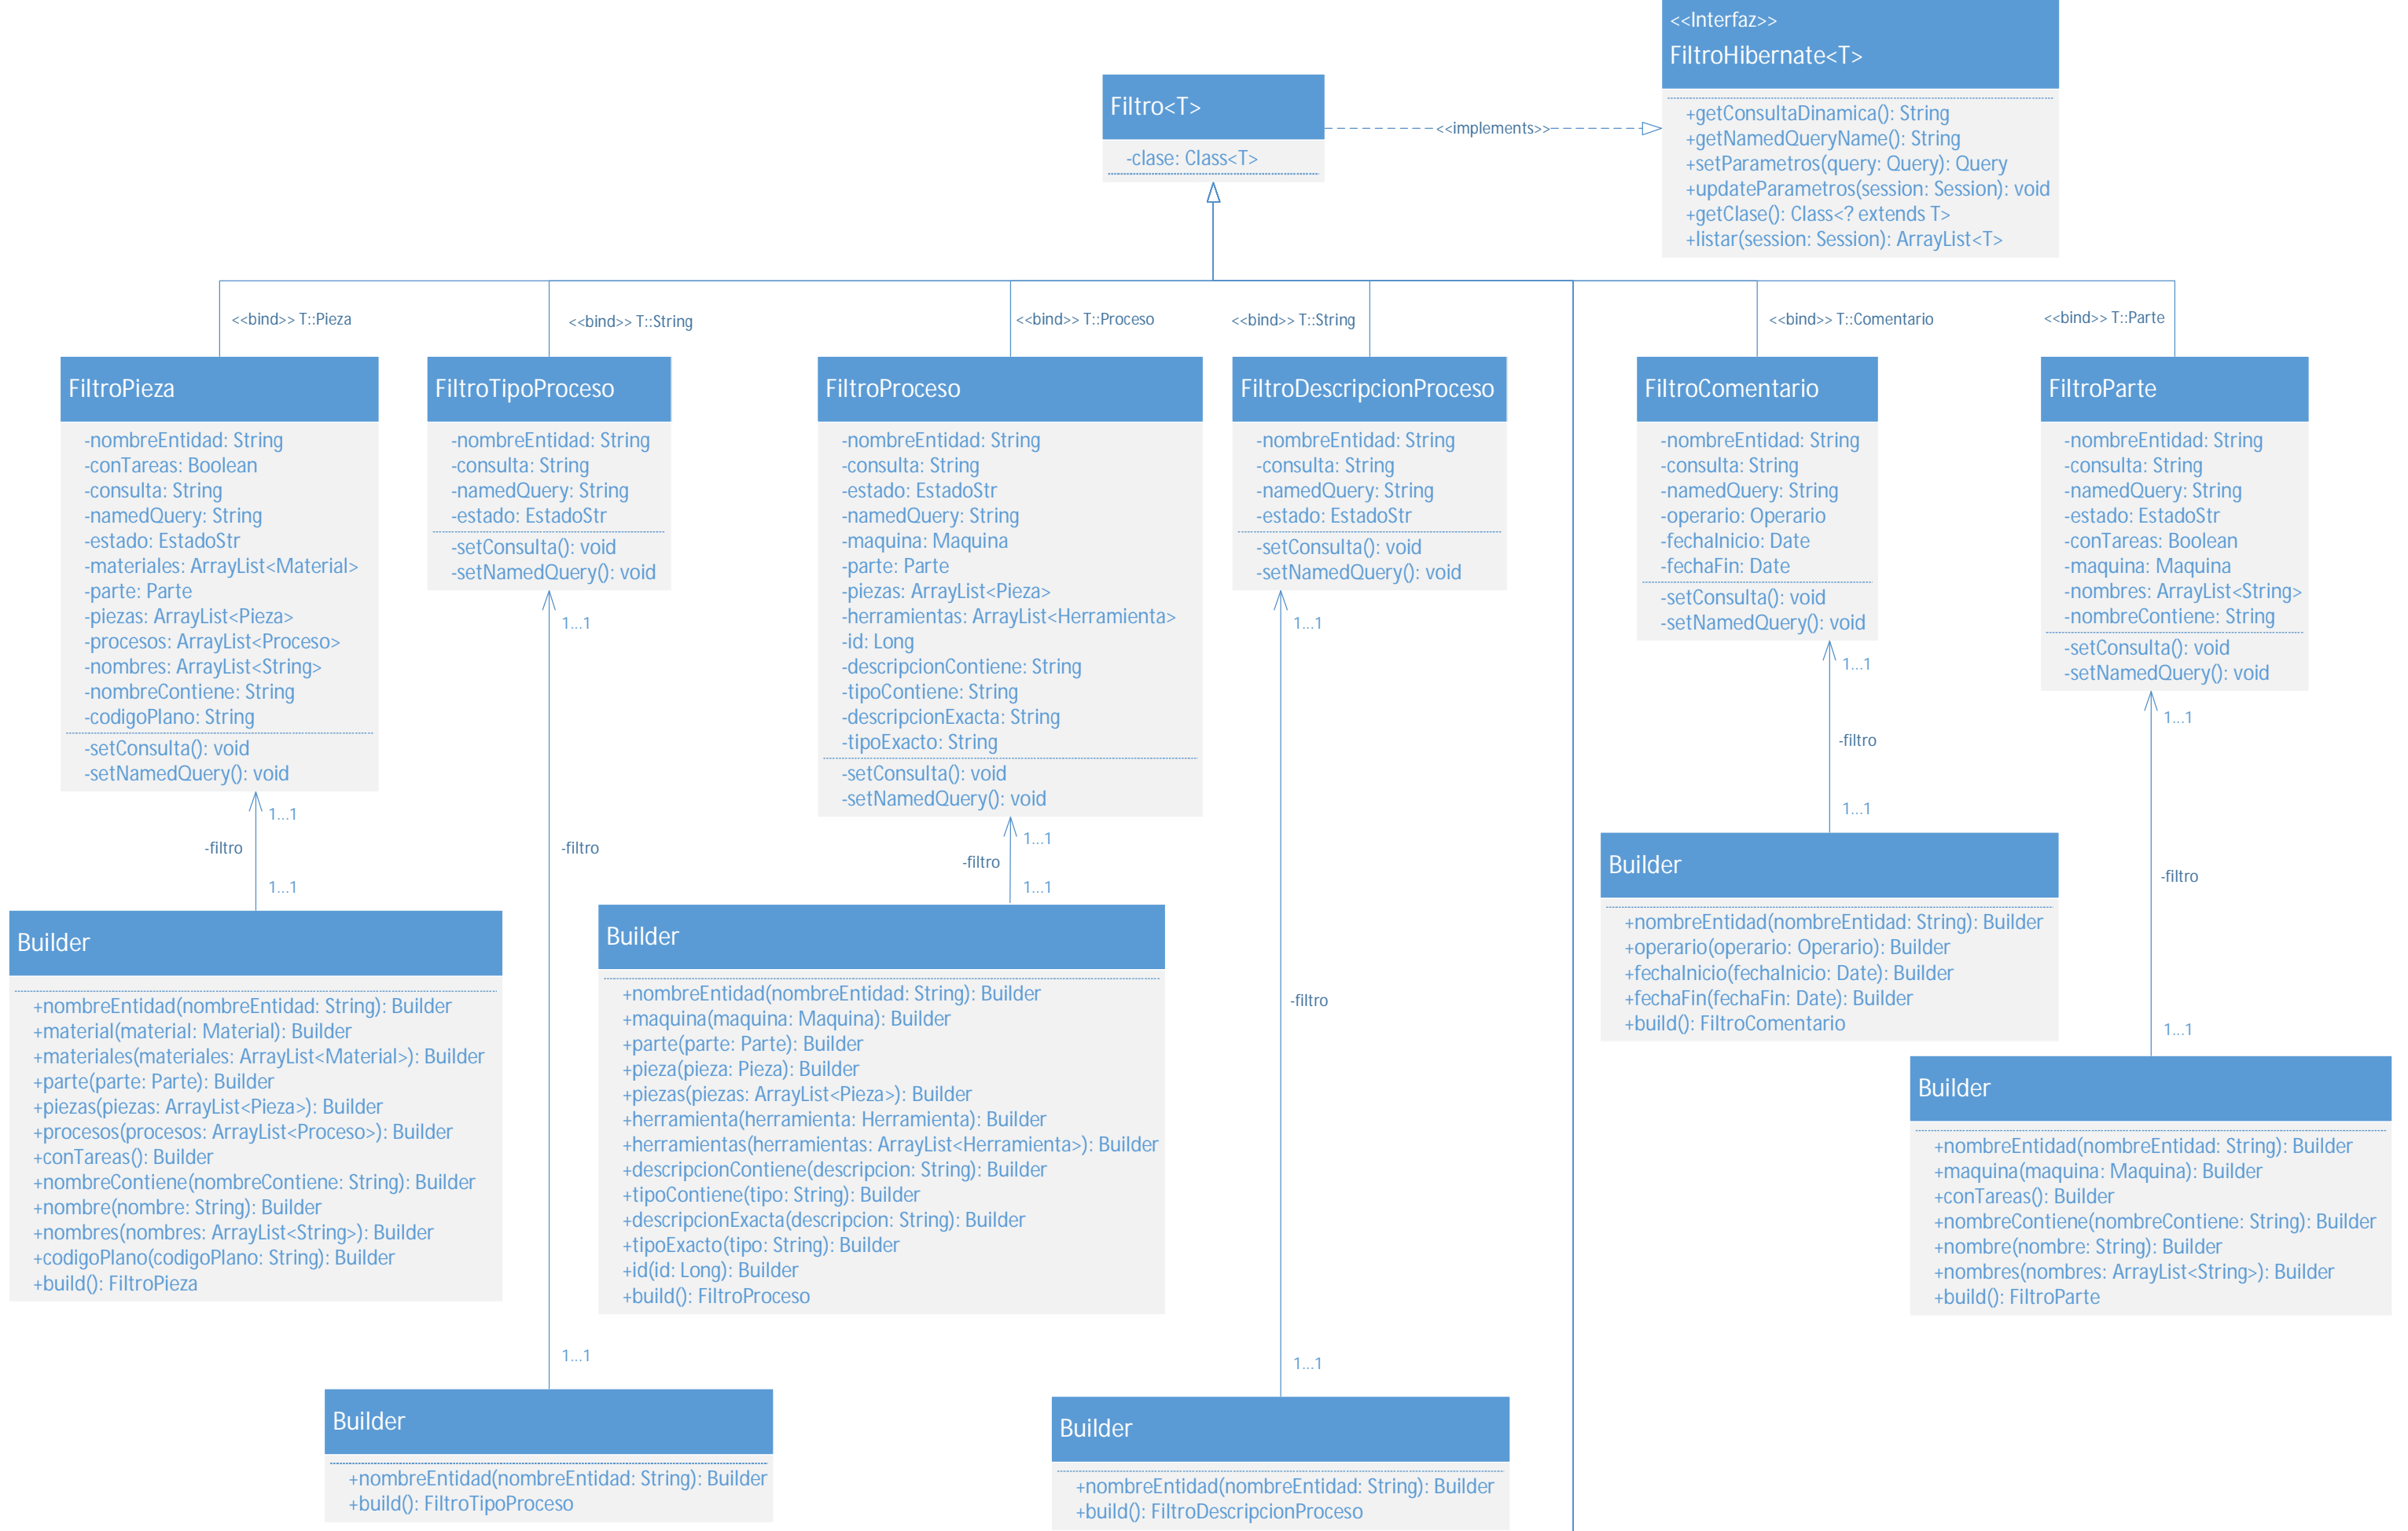 <<Interfaz>>
FiltroHibernate<T>
+getConsultaDinamica(): String
+getNamedQueryName(): String
+setParametros(query: Query): Query
+updateParametros(session: Session): void
+getClase(): Class<? extends T>
+listar(session: Session): ArrayList<T>
Filtro<T>
-clase: Class<T>
<<implements>>
<<bind>> T::Pieza
<<bind>> T::String
<<bind>> T::Proceso
<<bind>> T::String
<<bind>> T::Comentario
<<bind>> T::Parte
FiltroPieza
-nombreEntidad: String
-conTareas: Boolean
-consulta: String
-namedQuery: String
-estado: EstadoStr
-materiales: ArrayList<Material>
-parte: Parte
-piezas: ArrayList<Pieza>
-procesos: ArrayList<Proceso>
-nombres: ArrayList<String>
-nombreContiene: String
-codigoPlano: String
-setConsulta(): void
-setNamedQuery(): void
FiltroTipoProceso
-nombreEntidad: String
-consulta: String
-namedQuery: String
-estado: EstadoStr
-setConsulta(): void
-setNamedQuery(): void
FiltroProceso
-nombreEntidad: String
-consulta: String
-estado: EstadoStr
-namedQuery: String
-maquina: Maquina
-parte: Parte
-piezas: ArrayList<Pieza>
-herramientas: ArrayList<Herramienta>
-id: Long
-descripcionContiene: String
-tipoContiene: String
-descripcionExacta: String
-tipoExacto: String
-setConsulta(): void
-setNamedQuery(): void
FiltroDescripcionProceso
-nombreEntidad: String
-consulta: String
-namedQuery: String
-estado: EstadoStr
-setConsulta(): void
-setNamedQuery(): void
FiltroComentario
-nombreEntidad: String
-consulta: String
-namedQuery: String
-operario: Operario
-fechaInicio: Date
-fechaFin: Date
-setConsulta(): void
-setNamedQuery(): void
FiltroParte
-nombreEntidad: String
-consulta: String
-namedQuery: String
-estado: EstadoStr
-conTareas: Boolean
-maquina: Maquina
-nombres: ArrayList<String>
-nombreContiene: String
-setConsulta(): void
-setNamedQuery(): void
1...1
-filtro
1...1
1...1
-filtro
1...1
1...1
-filtro
1...1
1...1
-filtro
1...1
1...1
-filtro
1...1
1...1
-filtro
1...1
Builder
+nombreEntidad(nombreEntidad: String): Builder
+material(material: Material): Builder
+materiales(materiales: ArrayList<Material>): Builder
+parte(parte: Parte): Builder
+piezas(piezas: ArrayList<Pieza>): Builder
+procesos(procesos: ArrayList<Proceso>): Builder
+conTareas(): Builder
+nombreContiene(nombreContiene: String): Builder
+nombre(nombre: String): Builder
+nombres(nombres: ArrayList<String>): Builder
+codigoPlano(codigoPlano: String): Builder
+build(): FiltroPieza
Builder
+nombreEntidad(nombreEntidad: String): Builder
+maquina(maquina: Maquina): Builder
+parte(parte: Parte): Builder
+pieza(pieza: Pieza): Builder
+piezas(piezas: ArrayList<Pieza>): Builder
+herramienta(herramienta: Herramienta): Builder
+herramientas(herramientas: ArrayList<Herramienta>): Builder
+descripcionContiene(descripcion: String): Builder
+tipoContiene(tipo: String): Builder
+descripcionExacta(descripcion: String): Builder
+tipoExacto(tipo: String): Builder
+id(id: Long): Builder
+build(): FiltroProceso
Builder
+nombreEntidad(nombreEntidad: String): Builder
+operario(operario: Operario): Builder
+fechaInicio(fechaInicio: Date): Builder
+fechaFin(fechaFin: Date): Builder
+build(): FiltroComentario
Builder
+nombreEntidad(nombreEntidad: String): Builder
+maquina(maquina: Maquina): Builder
+conTareas(): Builder
+nombreContiene(nombreContiene: String): Builder
+nombre(nombre: String): Builder
+nombres(nombres: ArrayList<String>): Builder
+build(): FiltroParte
Builder
+nombreEntidad(nombreEntidad: String): Builder
+build(): FiltroTipoProceso
Builder
+nombreEntidad(nombreEntidad: String): Builder
+build(): FiltroDescripcionProceso